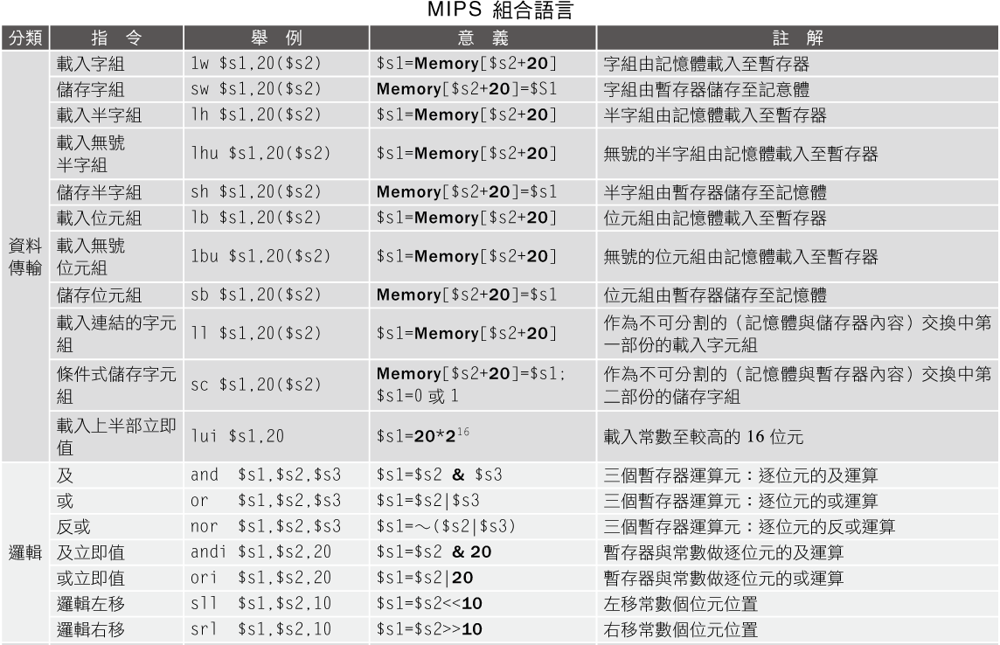 MIPS 組合語言
分類 指 令 舉 例 意 義 註 解
資料
傳輸
載入字組 lw $s1,20($s2) $s1=Memory[$s2+20] 字組由記憶體載入至暫存器
儲存字組 sw $s1,20($s2) Memory[$s2+20]=$S1 字組由暫存器儲存至記意體
載入半字組 lh $s1,20($s2) $s1=Memory[$s2+20] 半字組由記憶體載入至暫存器
載入無號
半字組 lhu $s1,20($s2) $s1=Memory[$s2+20] 無號的半字組由記憶體載入至暫存器
儲存半字組 sh $s1,20($s2) Memory[$s2+20]=$s1 半字組由暫存器儲存至記憶體
載入位元組 lb $s1,20($s2) $s1=Memory[$s2+20] 位元組由記憶體載入至暫存器
載入無號
位元組 lbu $s1,20($s2) $s1=Memory[$s2+20] 無號的位元組由記憶體載入至暫存器
儲存位元組 sb $s1,20($s2) Memory[$s2+20]=$s1 位元組由暫存器儲存至記憶體
載入連結的字元
組 ll $s1,20($s2) $s1=Memory[$s2+20] 作為不可分割的（記憶體與儲存器內容）交換中第
一部份的載入字元組
條件式儲存字元
組 sc $s1,20($s2) Memory[$s2+20]=$s1;
$s1=0 或 1 作為不可分割的（記憶體與暫存器內容）交換中第
二部份的儲存字組
載入上半部立即
值 lui $s1,20 $s1=20*2¹⁶ 載入常數至較高的 16 位元
邏輯
及 and $s1,$s2,$s3 $s1=$s2 & $s3 三個暫存器運算元：逐位元的及運算
或 or $s1,$s2,$s3 $s1=$s2|$s3 三個暫存器運算元：逐位元的或運算
反或 nor $s1,$s2,$s3 $s1=～($s2|$s3) 三個暫存器運算元：逐位元的反或運算
及立即值 andi $s1,$s2,20 $s1=$s2 & 20 暫存器與常數做逐位元的及運算
或立即值 ori $s1,$s2,20 $s1=$s2|20 暫存器與常數做逐位元的或運算
邏輯左移 sll $s1,$s2,10 $s1=$s2<<10 左移常數個位元位置
邏輯右移 srl $s1,$s2,10 $s1=$s2>>10 右移常數個位元位置